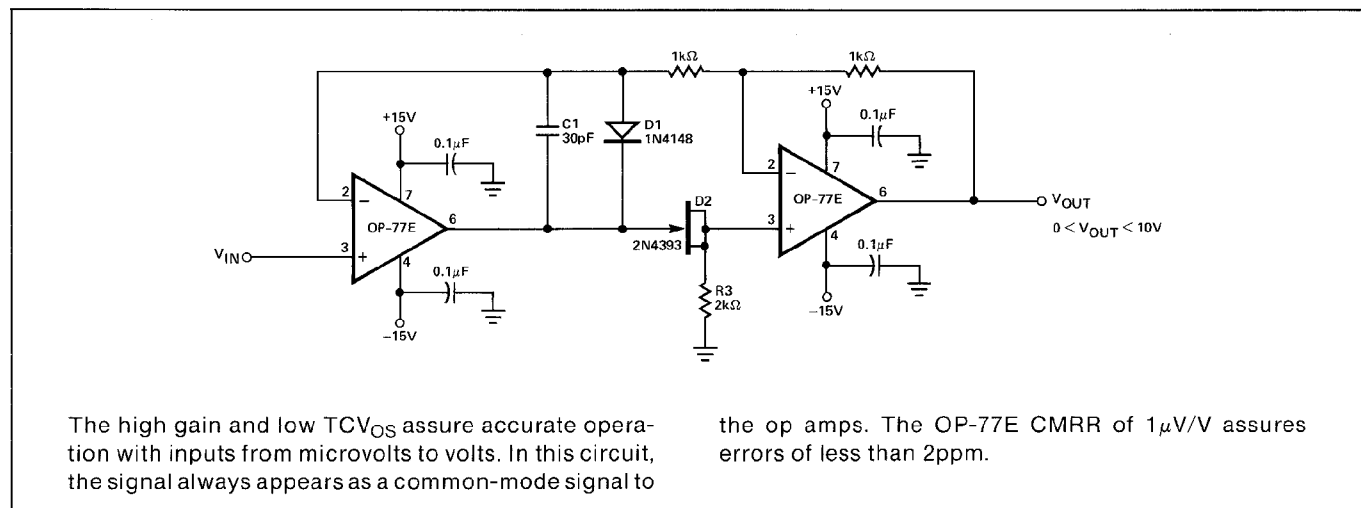 1kΩ
1kΩ
+15V
0.1µF
C1
30pF
D1
1N4148
+15V
0.1µF
2
−
7
OP-77E
6
3
+
4
VIN
0.1µF
−15V
D2
2N4393
R3
2kΩ
2
−
7
OP-77E
6
3
+
4
0.1µF
−15V
VOUT
0 < VOUT < 10V
The high gain and low TCVOS assure accurate opera-
tion with inputs from microvolts to volts. In this circuit,
the signal always appears as a common-mode signal to
the op amps. The OP-77E CMRR of 1µV/V assures
errors of less than 2ppm.